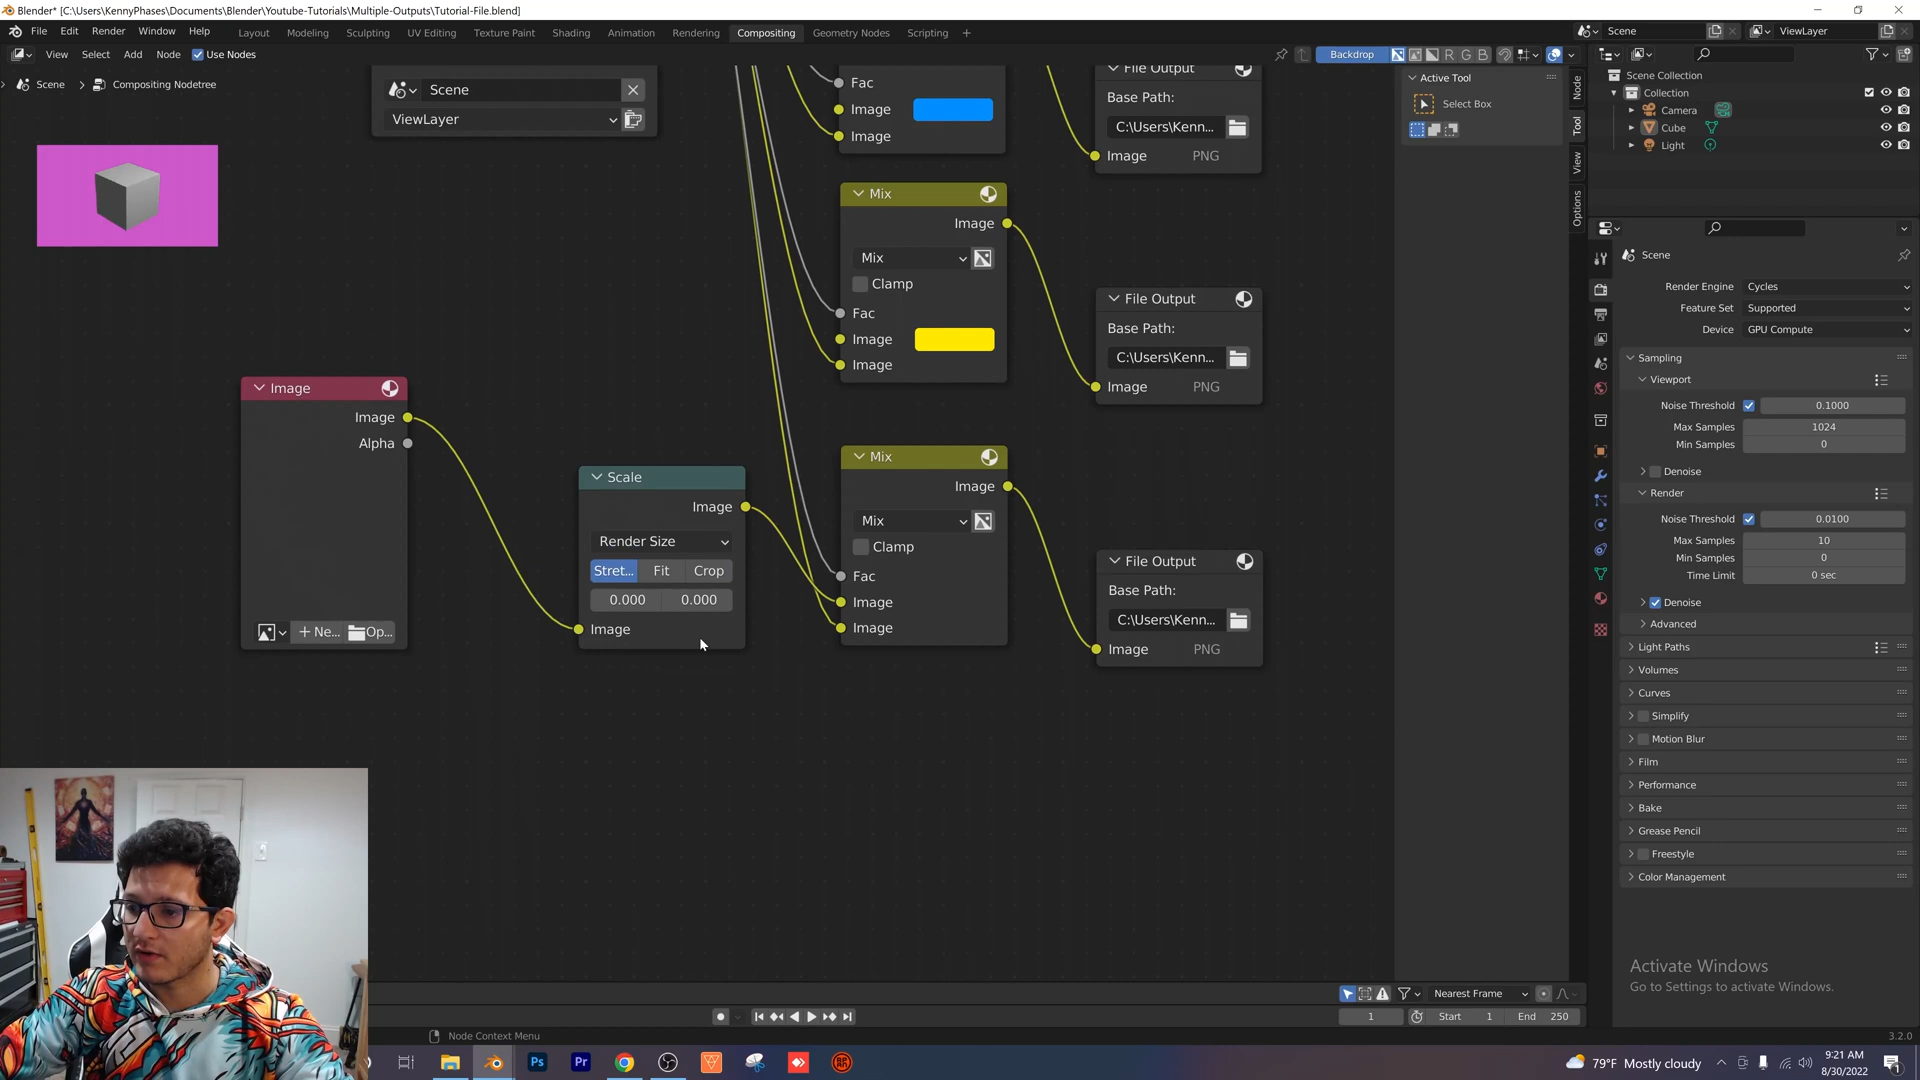 Blender* [C:\Users\KennyPhases\Documents\Blender\Youtube-Tutorials\Multiple-Outputs\Tutorial-File.blend]
File Edit Render Window Help Layout Modeling Sculpting UV Editing Texture Paint Shading Animation Rendering Compositing Geometry Nodes Scripting + Scene ViewLayer
View Select Add Node Use Nodes Backdrop R G B
Scene > Compositing Nodetree
Scene
ViewLayer
Fac
Image
Image
File Output
Base Path:
C:\Users\Kenn...
Image PNG
Mix
Image
Mix
Clamp
Fac
Image
Image
File Output
Base Path:
C:\Users\Kenn...
Image PNG
Image
Image
Alpha
+ Ne... Op...
Scale
Image
Render Size
Stret... Fit Crop
0.000 0.000
Image
Mix
Image
Mix
Clamp
Fac
Image
Image
File Output
Base Path:
C:\Users\Kenn...
Image PNG
Active Tool
Select Box
Node
Tool
View
Options
Scene Collection
Collection
Camera
Cube
Light
Scene
Render Engine Cycles
Feature Set Supported
Device GPU Compute
Sampling
Viewport
Noise Threshold 0.1000
Max Samples 1024
Min Samples 0
Denoise
Render
Noise Threshold 0.0100
Max Samples 10
Min Samples 0
Time Limit 0 sec
Denoise
Advanced
Light Paths
Volumes
Curves
Simplify
Motion Blur
Film
Performance
Bake
Grease Pencil
Freestyle
Color Management
Activate Windows
Go to Settings to activate Windows.
Nearest Frame
1 Start 1 End 250
Node Context Menu
3.2.0
Ps Pr
79°F Mostly cloudy
9:21 AM
8/30/2022
1